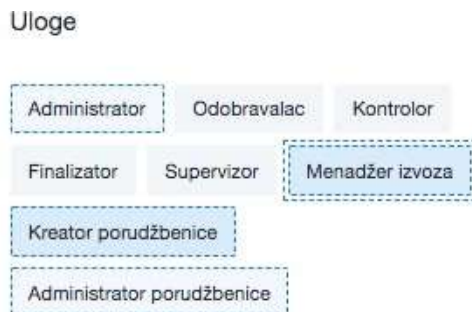 Uloge
Administrator Odobravalac Kontrolor
Finalizator Supervizor Menadžer izvoza
Kreator porudžbenice
Administrator porudžbenice